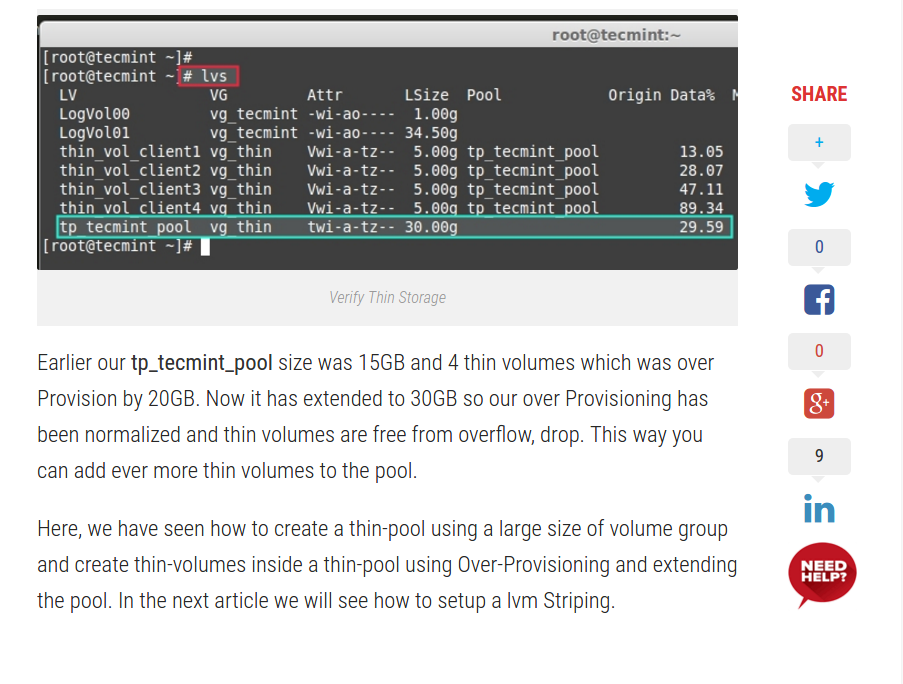 root@tecmint:~
[root@tecmint ~]#
[root@tecmint ~]# lvs
LV VG Attr LSize Pool Origin Data% M
LogVol00 vg_tecmint -wi-ao---- 1.00g
LogVol01 vg_tecmint -wi-ao---- 34.50g
thin_vol_client1 vg_thin Vwi-a-tz-- 5.00g tp_tecmint_pool 13.05
thin_vol_client2 vg_thin Vwi-a-tz-- 5.00g tp_tecmint_pool 28.07
thin_vol_client3 vg_thin Vwi-a-tz-- 5.00g tp_tecmint_pool 47.11
thin_vol_client4 vg_thin Vwi-a-tz-- 5.00g tp_tecmint_pool 89.34
tp_tecmint_pool vg_thin twi-a-tz-- 30.00g 29.59
[root@tecmint ~]#
Verify Thin Storage
Earlier our tp_tecmint_pool size was 15GB and 4 thin volumes which was over
Provision by 20GB. Now it has extended to 30GB so our over Provisioning has
been normalized and thin volumes are free from overflow, drop. This way you
can add ever more thin volumes to the pool.
Here, we have seen how to create a thin-pool using a large size of volume group
and create thin-volumes inside a thin-pool using Over-Provisioning and extending
the pool. In the next article we will see how to setup a lvm Striping.
SHARE
+
0
f
0
g+
9
in
NEED
HELP?